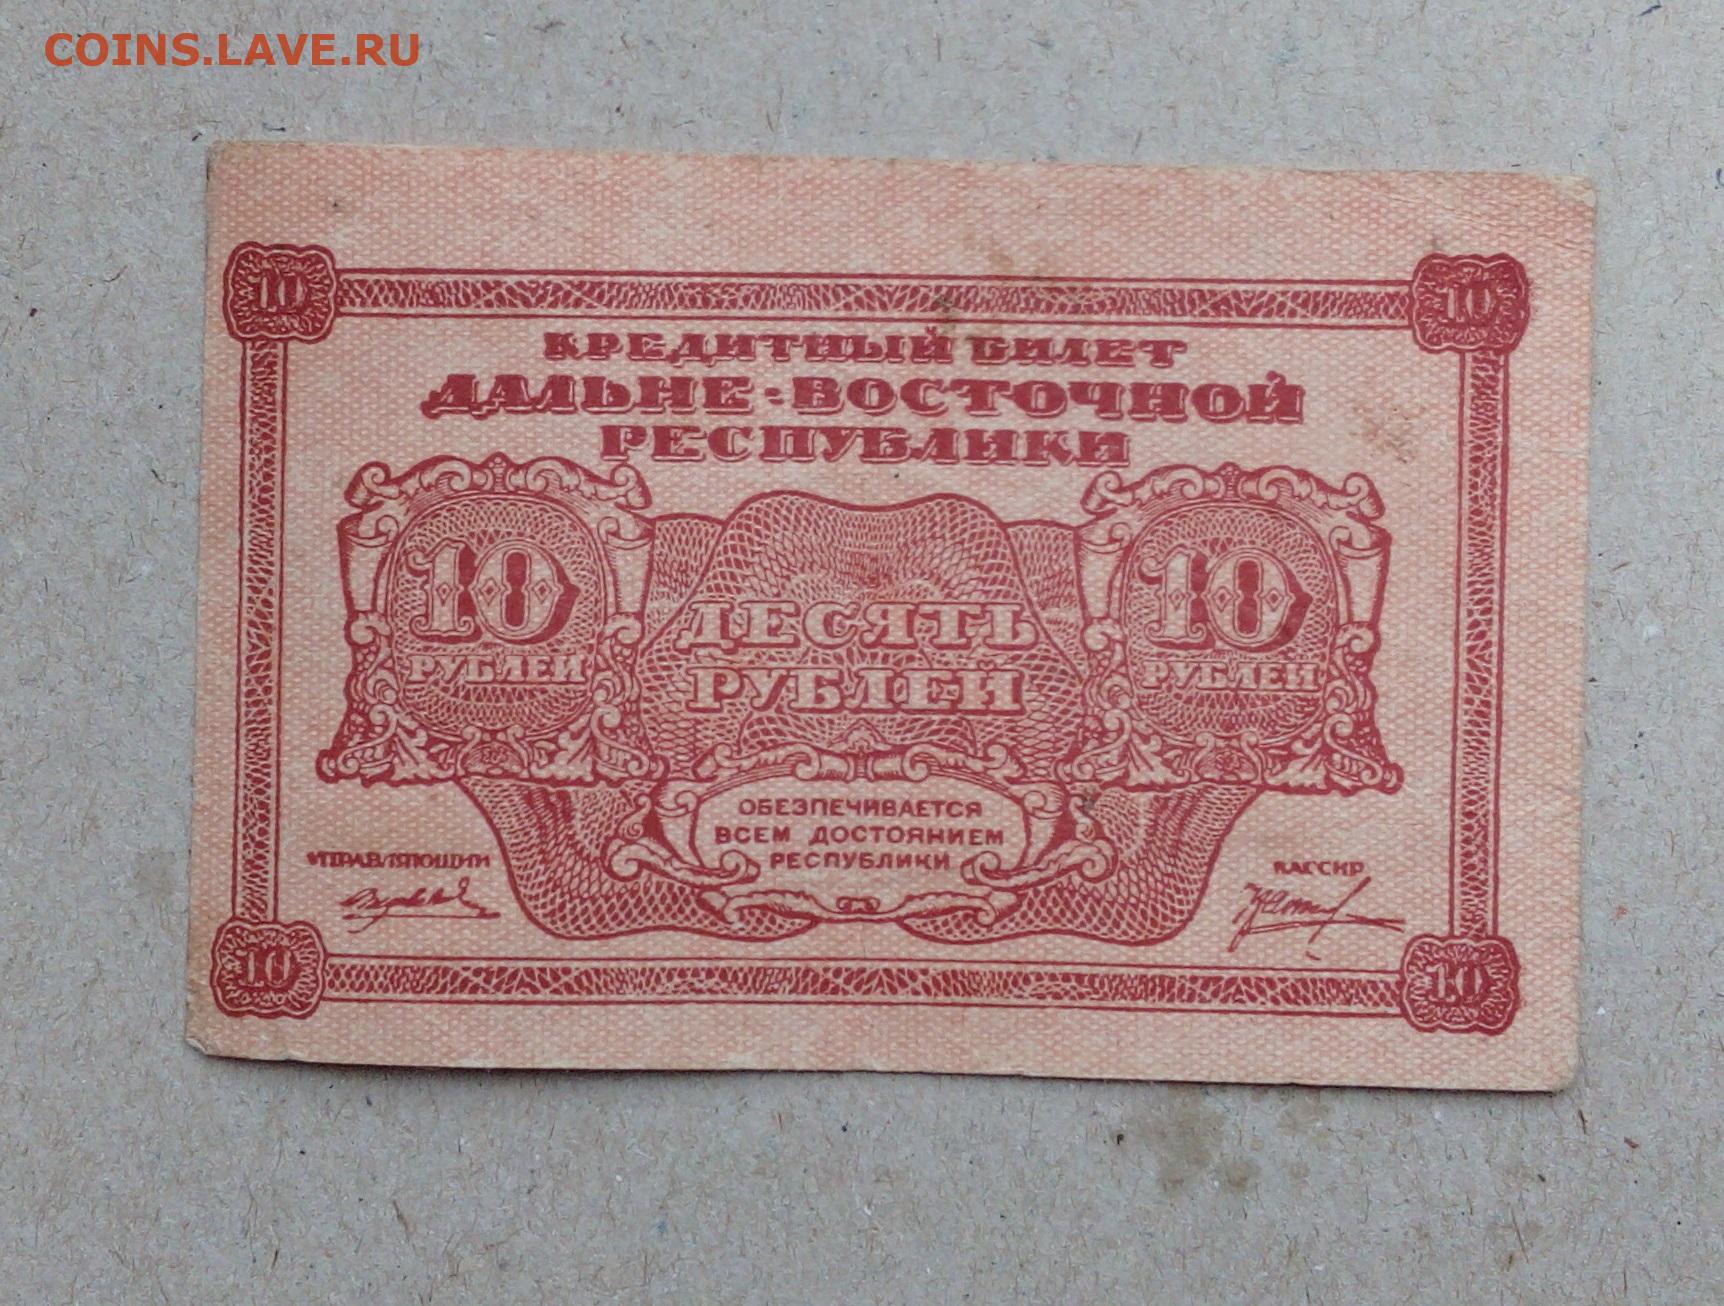 COINS.LAVE.RU
10 10
КРЕДИТНЫЙ БИЛЕТ
ДАЛЬНЕ-ВОСТОЧНОЙ
РЕСПУБЛИКИ
10 10
ДЕСЯТЬ
РУБЛЕЙ РУБЛЕЙ
РУБЛЕЙ
ОБЕЗПЕЧИВАЕТСЯ
ВСЕМ ДОСТОЯНИЕМ
РЕСПУБЛИКИ
УПРАВЛЯЮЩИЙ КАССИР
10 10